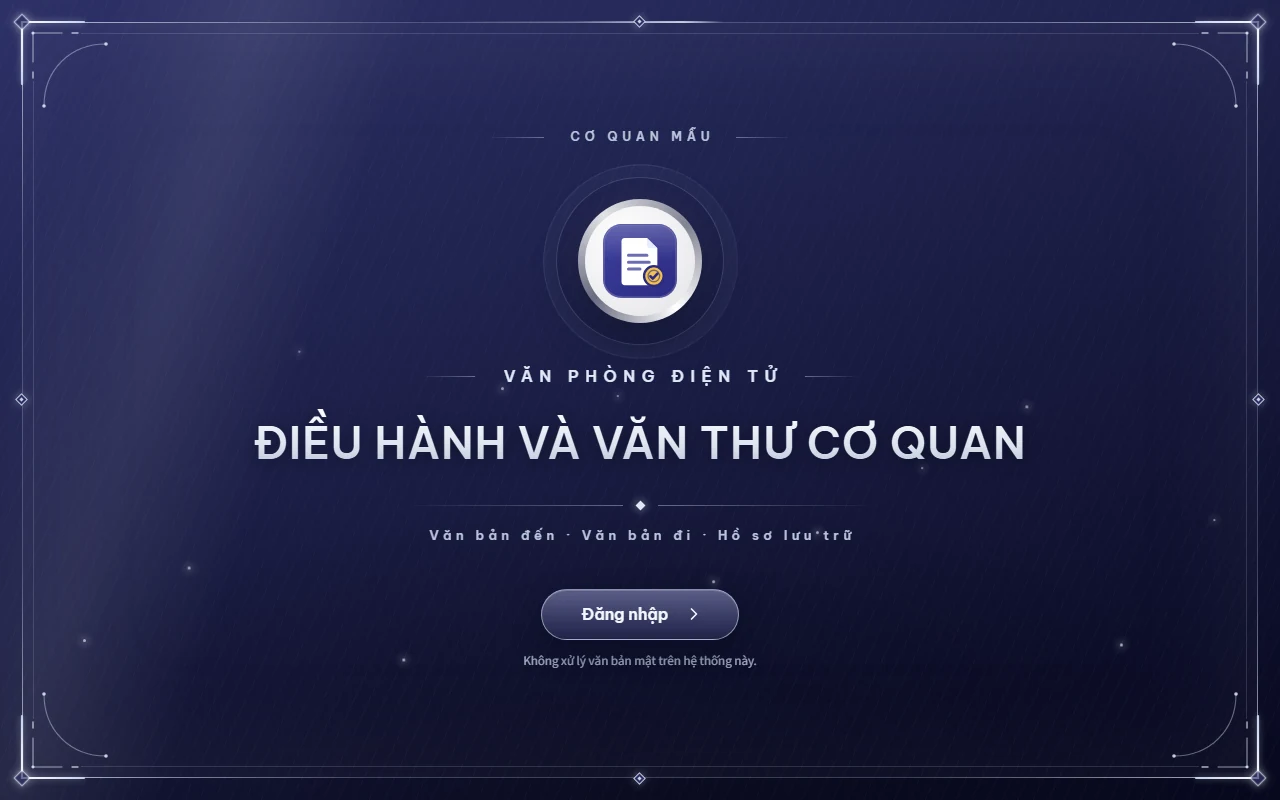 CƠ QUAN MẪU
VĂN PHÒNG ĐIỆN TỬ
ĐIỀU HÀNH VÀ VĂN THƯ CƠ QUAN
Văn bản đến · Văn bản đi · Hồ sơ lưu trữ
Đăng nhập
Không xử lý văn bản mật trên hệ thống này.